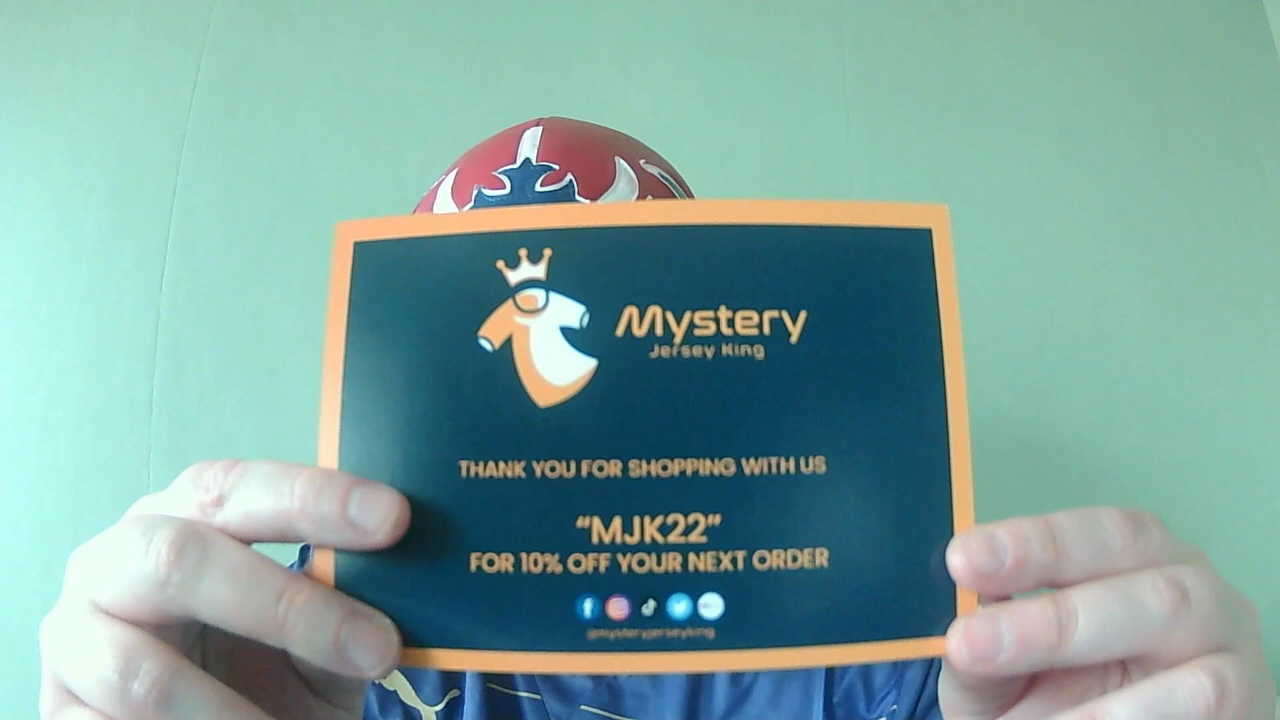 Mystery
Jersey King
THANK YOU FOR SHOPPING WITH US
“MJK22”
FOR 10% OFF YOUR NEXT ORDER
@mysteryjerseyking